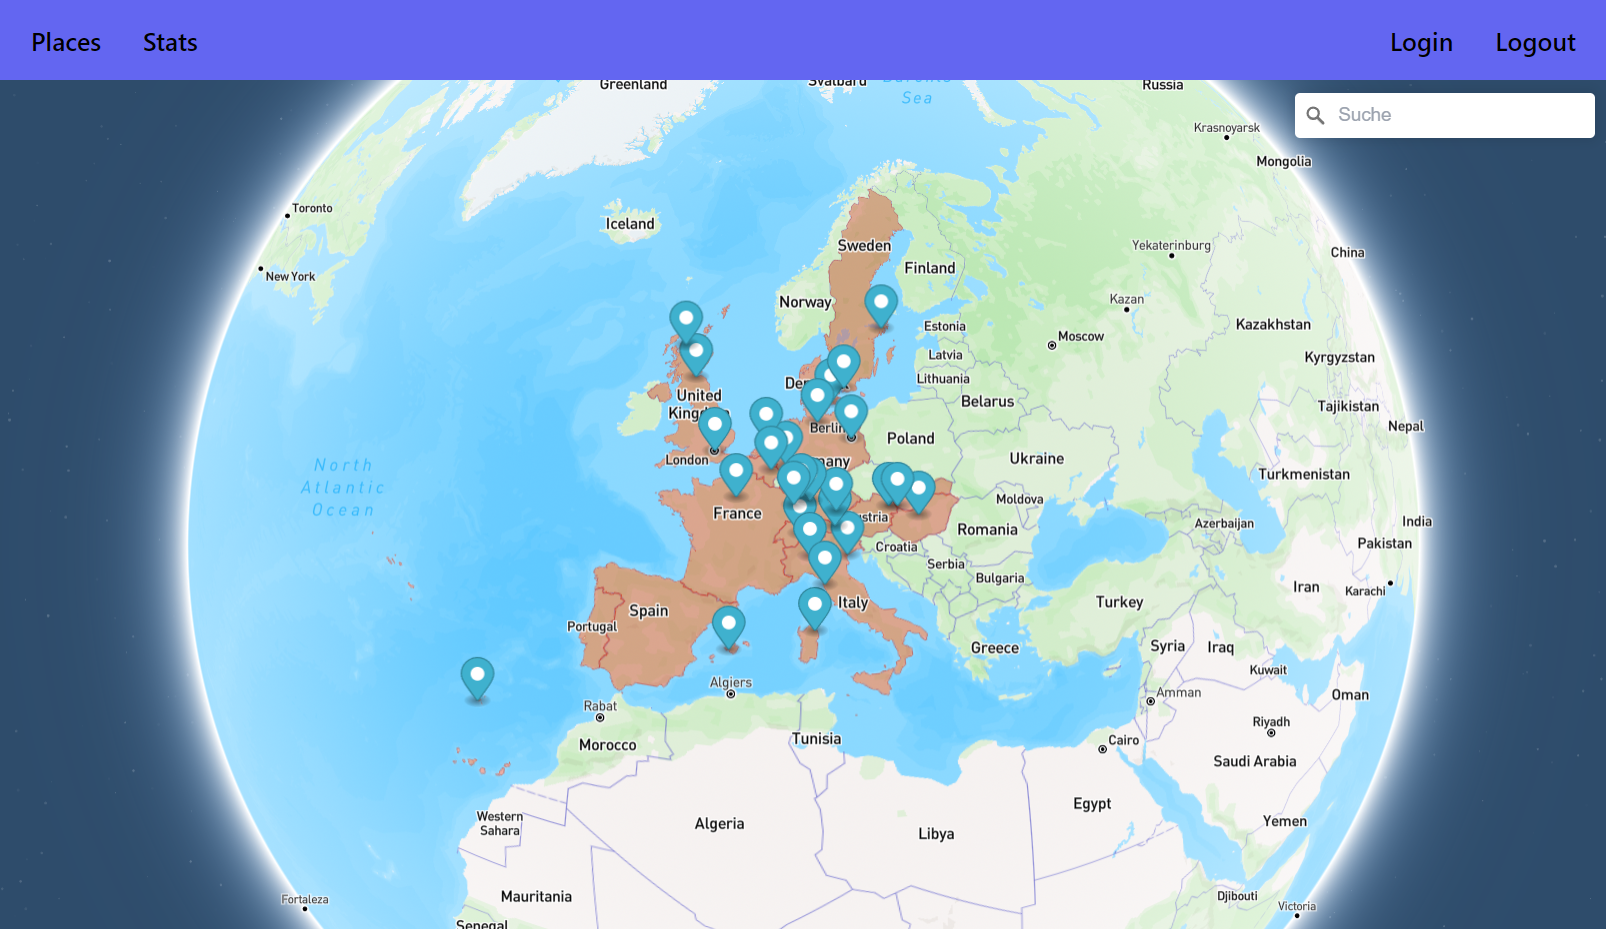 Places
Stats
Login
Logout
Suche
Greenland
Svalbard
Sea
Russia
Krasnoyarsk
Mongolia
Toronto
Iceland
Sweden
Yekaterinburg
China
New York
Finland
Norway
Kazan
Estonia
Kazakhstan
Moscow
Latvia
Kyrgyzstan
Lithuania
United
Belarus
Tajikistan
Nepal
Berlin
Poland
London
Ukraine
North
Atlantic
Ocean
Turkmenistan
Moldova
France
Romania
Azerbaijan
India
Croatia
Pakistan
Serbia
Bulgaria
Iran
Karachi
Spain
Italy
Turkey
Portugal
Greece
Syria
Iraq
Kuwait
Algiers
Amman
Oman
Rabat
Riyadh
Morocco
Tunisia
Cairo
Saudi Arabia
Egypt
Western
Sahara
Algeria
Libya
Yemen
Mauritania
Djibouti
Fortaleza
Victoria
Senegal